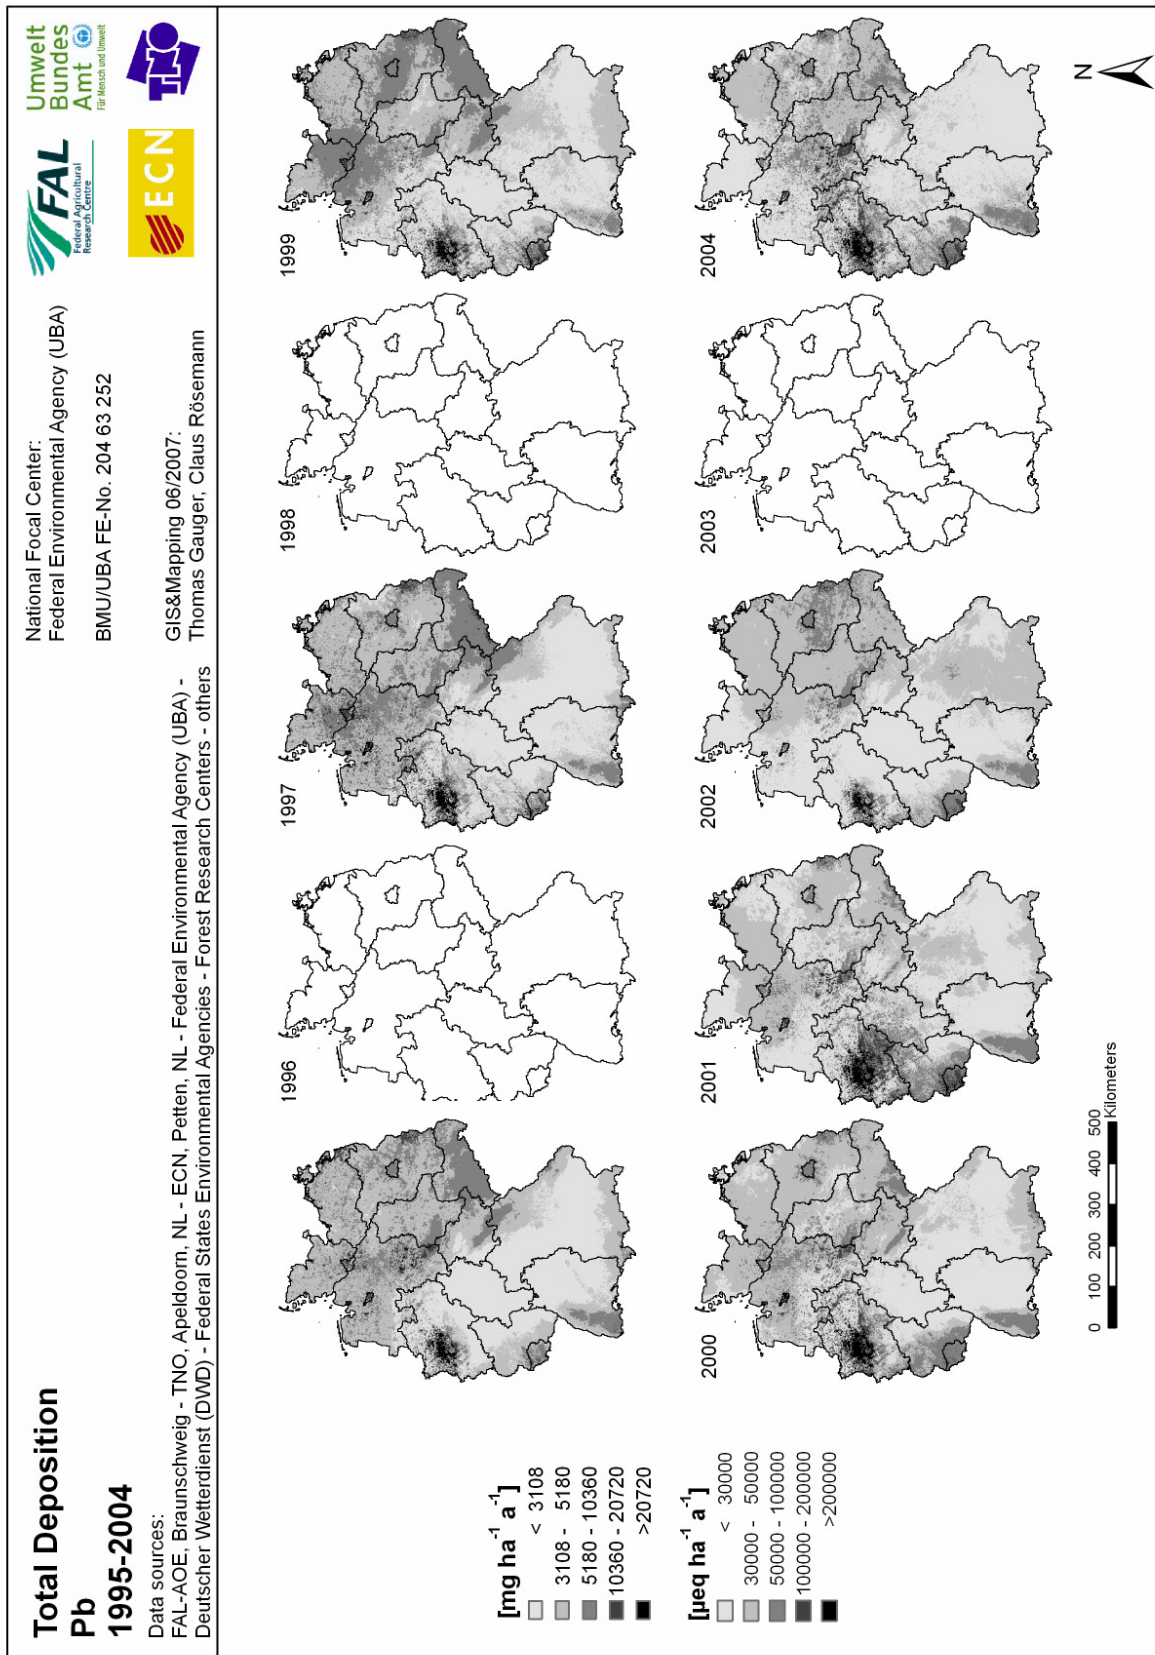 Total Deposition
Pb
1995-2004
Data sources:
FAL-AOE, Braunschweig - TNO, Apeldoorn, NL - ECN, Petten, NL - Federal Environmental Agency (UBA) -
Deutscher Wetterdienst (DWD) - Federal States Environmental Agencies - Forest Research Centers - others
National Focal Center:
Federal Environmental Agency (UBA)
BMU/UBA FE-No. 204 63 252
GIS&Mapping 06/2007:
Thomas Gauger, Claus Rösemann
FAL
Federal Agricultural
Research Centre
Umwelt
Bundes
Amt
Für Mensch und Umwelt
ECN
TNO
1996
1997
1998
1999
[mg ha⁻¹ a⁻¹]
< 3108
3108 - 5180
5180 - 10360
10360 - 20720
>20720
2000
2001
2002
2003
2004
[µeq ha⁻¹ a⁻¹]
< 30000
30000 - 50000
50000 - 100000
100000 - 200000
>200000
0 100 200 300 400 500
Kilometers
N